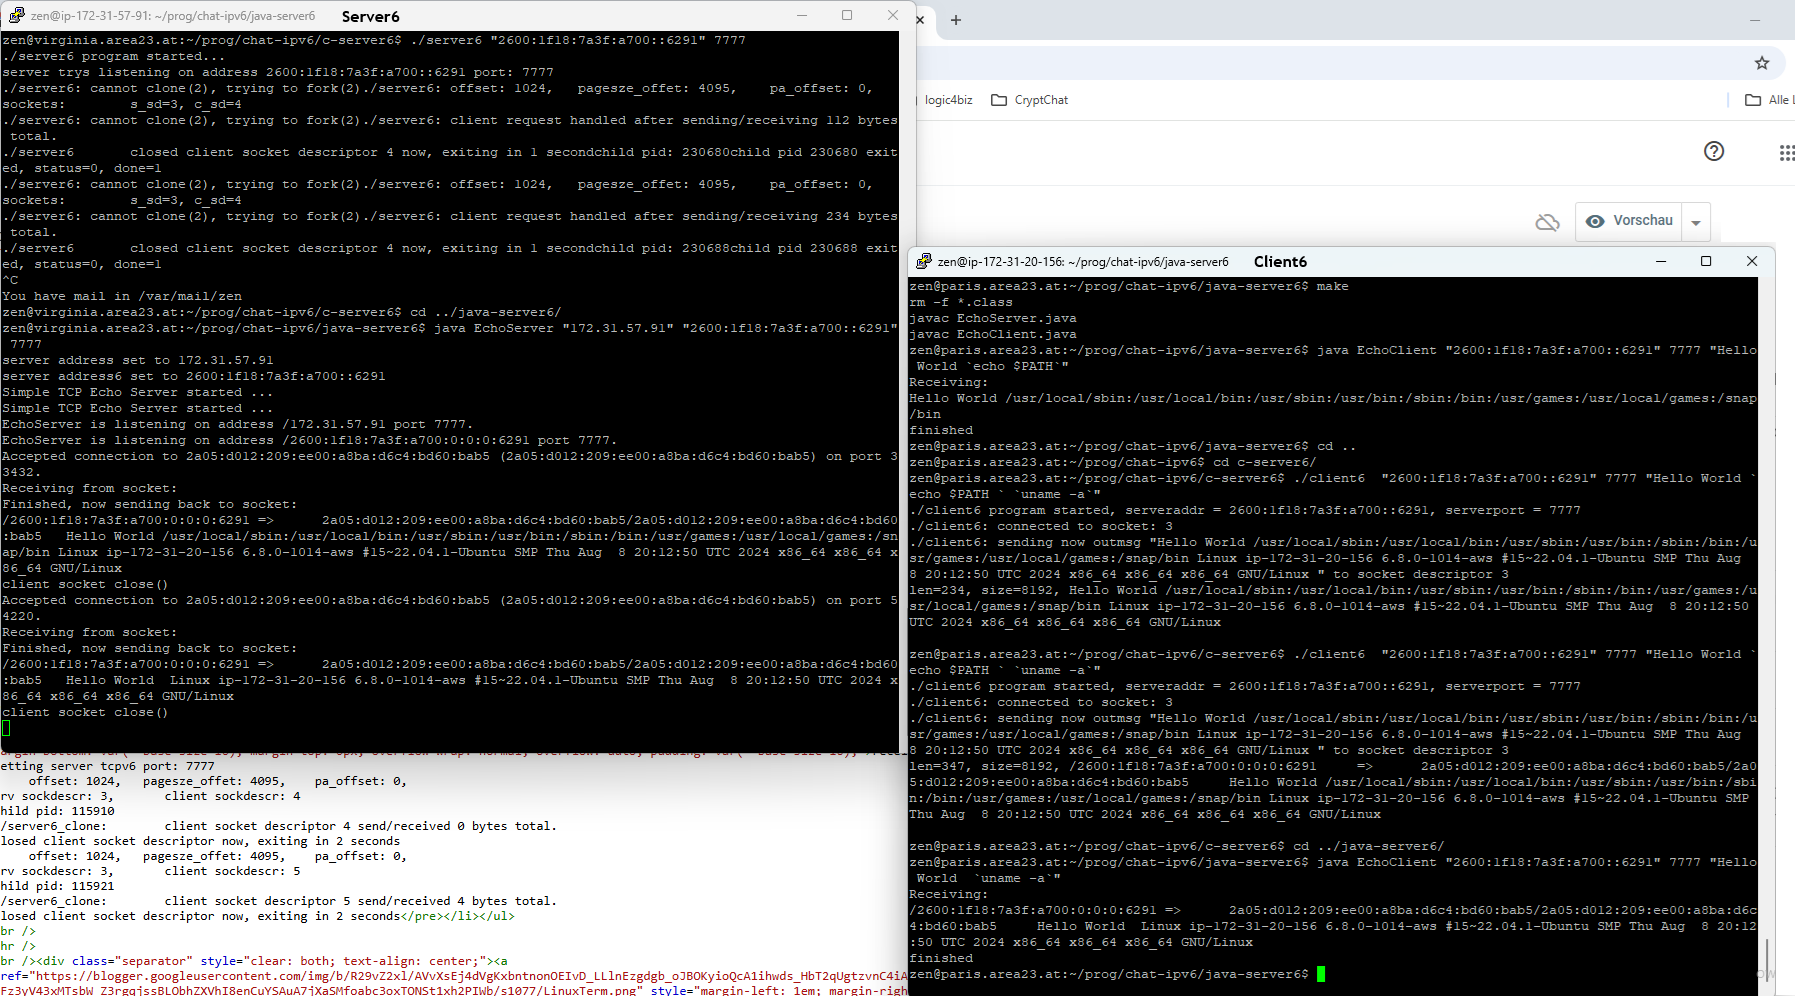 zen@ip-172-31-57-91: ~/prog/chat-ipv6/java-server6 Server6
zen@virginia.area23.at:~/prog/chat-ipv6/c-server6$ ./server6 "2600:1f18:7a3f:a700::6291" 7777
./server6 program started...
server trys listening on address 2600:1f18:7a3f:a700::6291 port: 7777
./server6: cannot clone(2), trying to fork(2)./server6: offset: 1024,   pagesze_offet: 4095,    pa_offset: 0,
sockets:        s_sd=3, c_sd=4
./server6: cannot clone(2), trying to fork(2)./server6: client request handled after sending/receiving 112 bytes
 total.
./server6       closed client socket descriptor 4 now, exiting in 1 secondchild pid: 230680child pid 230680 exit
ed, status=0, done=1
./server6: cannot clone(2), trying to fork(2)./server6: offset: 1024,   pagesze_offet: 4095,    pa_offset: 0,
sockets:        s_sd=3, c_sd=4
./server6: cannot clone(2), trying to fork(2)./server6: client request handled after sending/receiving 234 bytes
 total.
./server6       closed client socket descriptor 4 now, exiting in 1 secondchild pid: 230688child pid 230688 exit
ed, status=0, done=1
^C
You have mail in /var/mail/zen
zen@virginia.area23.at:~/prog/chat-ipv6/c-server6$ cd ../java-server6/
zen@virginia.area23.at:~/prog/chat-ipv6/java-server6$ java EchoServer "172.31.57.91" "2600:1f18:7a3f:a700::6291"
 7777
server address set to 172.31.57.91
server address6 set to 2600:1f18:7a3f:a700::6291
Simple TCP Echo Server started ...
Simple TCP Echo Server started ...
EchoServer is listening on address /172.31.57.91 port 7777.
EchoServer is listening on address /2600:1f18:7a3f:a700:0:0:0:6291 port 7777.
Accepted connection to 2a05:d012:209:ee00:a8ba:d6c4:bd60:bab5 (2a05:d012:209:ee00:a8ba:d6c4:bd60:bab5) on port 3
3432.
Receiving from socket:
Finished, now sending back to socket:
/2600:1f18:7a3f:a700:0:0:0:6291 =>      2a05:d012:209:ee00:a8ba:d6c4:bd60:bab5/2a05:d012:209:ee00:a8ba:d6c4:bd60
:bab5   Hello World /usr/local/sbin:/usr/local/bin:/usr/sbin:/usr/bin:/sbin:/bin:/usr/games:/usr/local/games:/sn
ap/bin Linux ip-172-31-20-156 6.8.0-1014-aws #15~22.04.1-Ubuntu SMP Thu Aug  8 20:12:50 UTC 2024 x86_64 x86_64 x
86_64 GNU/Linux
client socket close()
Accepted connection to 2a05:d012:209:ee00:a8ba:d6c4:bd60:bab5 (2a05:d012:209:ee00:a8ba:d6c4:bd60:bab5) on port 5
4220.
Receiving from socket:
Finished, now sending back to socket:
/2600:1f18:7a3f:a700:0:0:0:6291 =>      2a05:d012:209:ee00:a8ba:d6c4:bd60:bab5/2a05:d012:209:ee00:a8ba:d6c4:bd60
:bab5   Hello World  Linux ip-172-31-20-156 6.8.0-1014-aws #15~22.04.1-Ubuntu SMP Thu Aug  8 20:12:50 UTC 2024 x
86_64 x86_64 x86_64 GNU/Linux
client socket close()
etting server tcpv6 port: 7777
    offset: 1024,   pagesze_offet: 4095,    pa_offset: 0,
rv sockdescr: 3,       client sockdescr: 4
hild pid: 115910
/server6_clone:        client socket descriptor 4 send/received 0 bytes total.
losed client socket descriptor now, exiting in 2 seconds
    offset: 1024,   pagesze_offet: 4095,    pa_offset: 0,
rv sockdescr: 3,       client sockdescr: 5
hild pid: 115921
/server6_clone:        client socket descriptor 5 send/received 4 bytes total.
losed client socket descriptor now, exiting in 2 seconds</pre></li></ul>
br />
hr />
br /><div class="separator" style="clear: both; text-align: center;"><a
logic4biz
CryptChat
Alle
Vorschau
zen@ip-172-31-20-156: ~/prog/chat-ipv6/java-server6 Client6
zen@paris.area23.at:~/prog/chat-ipv6/java-server6$ make
rm -f *.class
javac EchoServer.java
javac EchoClient.java
zen@paris.area23.at:~/prog/chat-ipv6/java-server6$ java EchoClient "2600:1f18:7a3f:a700::6291" 7777 "Hello
 World `echo $PATH`"
Receiving:
Hello World /usr/local/sbin:/usr/local/bin:/usr/sbin:/usr/bin:/sbin:/bin:/usr/games:/usr/local/games:/snap
/bin
finished
zen@paris.area23.at:~/prog/chat-ipv6/java-server6$ cd ..
zen@paris.area23.at:~/prog/chat-ipv6$ cd c-server6/
zen@paris.area23.at:~/prog/chat-ipv6/c-server6$ ./client6  "2600:1f18:7a3f:a700::6291" 7777 "Hello World `
echo $PATH ` `uname -a`"
./client6 program started, serveraddr = 2600:1f18:7a3f:a700::6291, serverport = 7777
./client6: connected to socket: 3
./client6: sending now outmsg "Hello World /usr/local/sbin:/usr/local/bin:/usr/sbin:/usr/bin:/sbin:/bin:/u
sr/games:/usr/local/games:/snap/bin Linux ip-172-31-20-156 6.8.0-1014-aws #15~22.04.1-Ubuntu SMP Thu Aug
8 20:12:50 UTC 2024 x86_64 x86_64 x86_64 GNU/Linux " to socket descriptor 3
len=234, size=8192, Hello World /usr/local/sbin:/usr/local/bin:/usr/sbin:/usr/bin:/sbin:/bin:/usr/games:/u
sr/local/games:/snap/bin Linux ip-172-31-20-156 6.8.0-1014-aws #15~22.04.1-Ubuntu SMP Thu Aug  8 20:12:50
UTC 2024 x86_64 x86_64 x86_64 GNU/Linux
zen@paris.area23.at:~/prog/chat-ipv6/c-server6$ ./client6  "2600:1f18:7a3f:a700::6291" 7777 "Hello World `
echo $PATH ` `uname -a`"
./client6 program started, serveraddr = 2600:1f18:7a3f:a700::6291, serverport = 7777
./client6: connected to socket: 3
./client6: sending now outmsg "Hello World /usr/local/sbin:/usr/local/bin:/usr/sbin:/usr/bin:/sbin:/bin:/u
sr/games:/usr/local/games:/snap/bin Linux ip-172-31-20-156 6.8.0-1014-aws #15~22.04.1-Ubuntu SMP Thu Aug
8 20:12:50 UTC 2024 x86_64 x86_64 x86_64 GNU/Linux " to socket descriptor 3
len=347, size=8192, /2600:1f18:7a3f:a700:0:0:0:6291     =>      2a05:d012:209:ee00:a8ba:d6c4:bd60:bab5/2a0
5:d012:209:ee00:a8ba:d6c4:bd60:bab5     Hello World /usr/local/sbin:/usr/local/bin:/usr/sbin:/usr/bin:/sbi
n:/bin:/usr/games:/usr/local/games:/snap/bin Linux ip-172-31-20-156 6.8.0-1014-aws #15~22.04.1-Ubuntu SMP
Thu Aug  8 20:12:50 UTC 2024 x86_64 x86_64 x86_64 GNU/Linux
zen@paris.area23.at:~/prog/chat-ipv6/c-server6$ cd ../java-server6/
zen@paris.area23.at:~/prog/chat-ipv6/java-server6$ java EchoClient "2600:1f18:7a3f:a700::6291" 7777 "Hello
 World  `uname -a`"
Receiving:
/2600:1f18:7a3f:a700:0:0:0:6291 =>      2a05:d012:209:ee00:a8ba:d6c4:bd60:bab5/2a05:d012:209:ee00:a8ba:d6c
4:bd60:bab5     Hello World  Linux ip-172-31-20-156 6.8.0-1014-aws #15~22.04.1-Ubuntu SMP Thu Aug  8 20:12
:50 UTC 2024 x86_64 x86_64 x86_64 GNU/Linux
finished
zen@paris.area23.at:~/prog/chat-ipv6/java-server6$